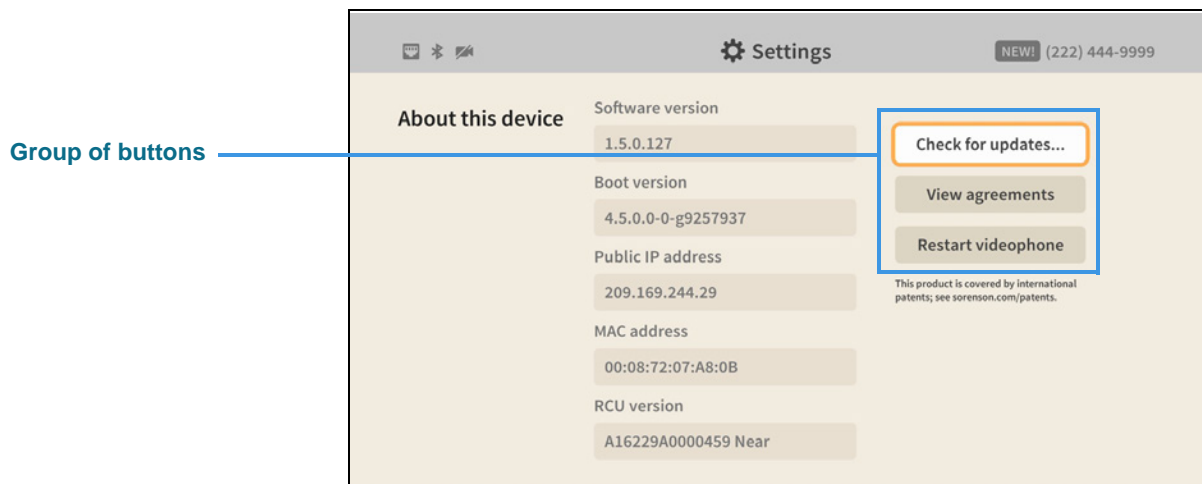 Settings
NEW! (222) 444-9999
About this device
Software version
1.5.0.127
Boot version
4.5.0.0-0-g9257937
Public IP address
209.169.244.29
MAC address
00:08:72:07:A8:0B
RCU version
A16229A0000459 Near
Group of buttons
Check for updates...
View agreements
Restart videophone
This product is covered by international
patents; see sorenson.com/patents.